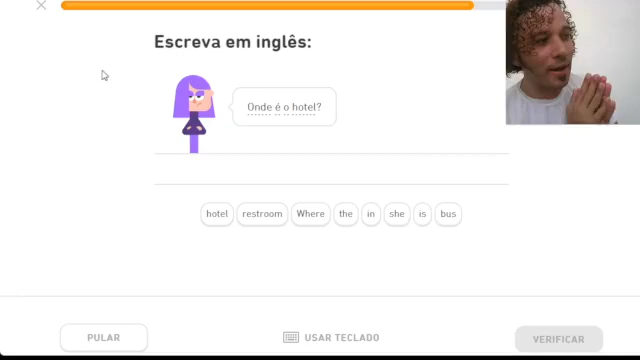 Escreva em inglês:
Onde é o hotel?
hotel restroom Where the in she is bus
PULAR USAR TECLADO VERIFICAR